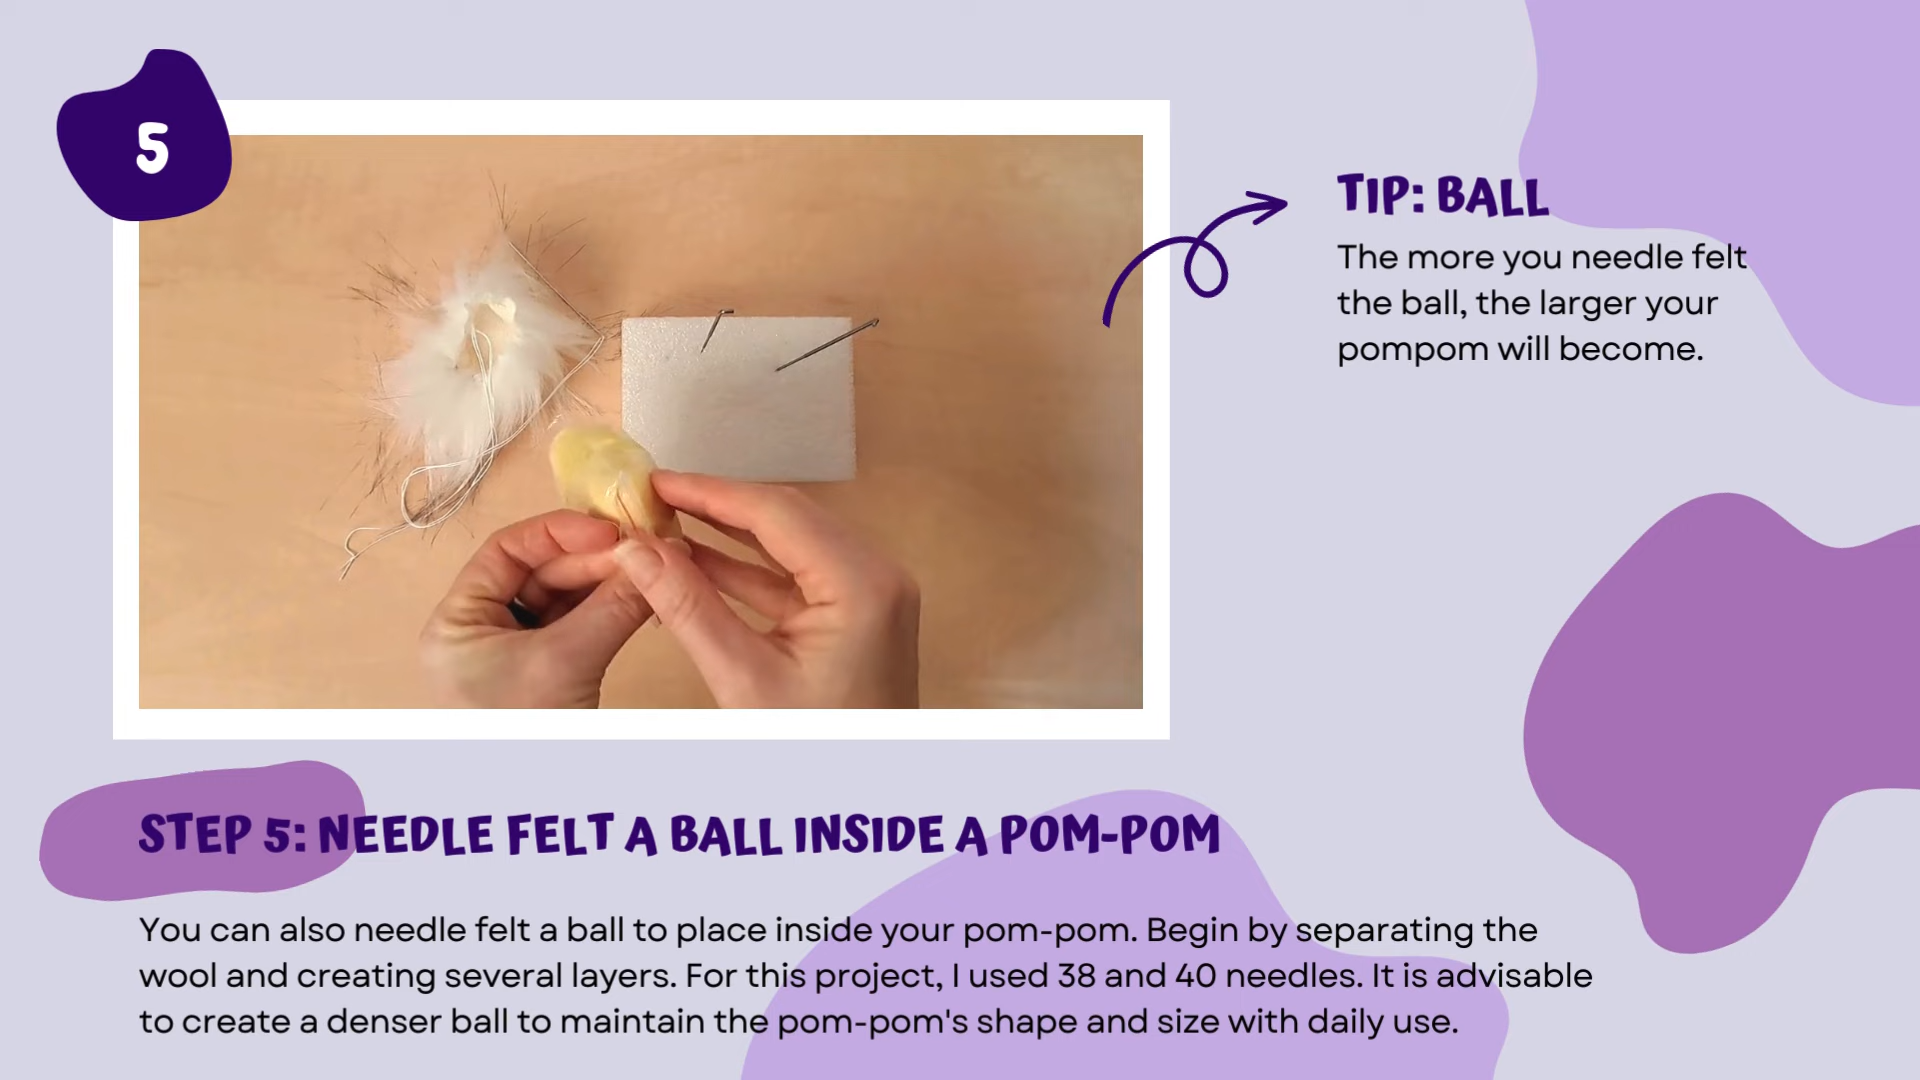 5
TIP: BALL
The more you needle felt
the ball, the larger your
pompom will become.
STEP 5: NEEDLE FELT A BALL INSIDE A POM-POM
You can also needle felt a ball to place inside your pom-pom. Begin by separating the
wool and creating several layers. For this project, I used 38 and 40 needles. It is advisable
to create a denser ball to maintain the pom-pom's shape and size with daily use.